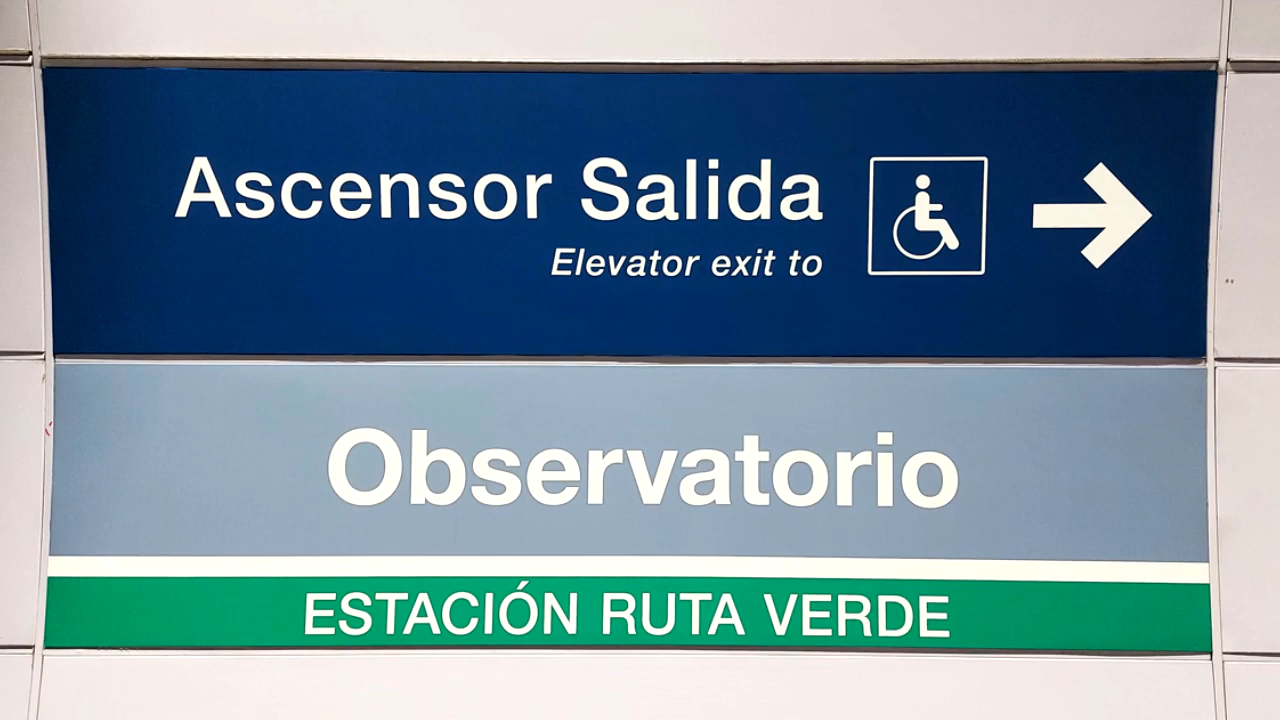 Ascensor Salida
Elevator exit to
Observatorio
ESTACIÓN RUTA VERDE